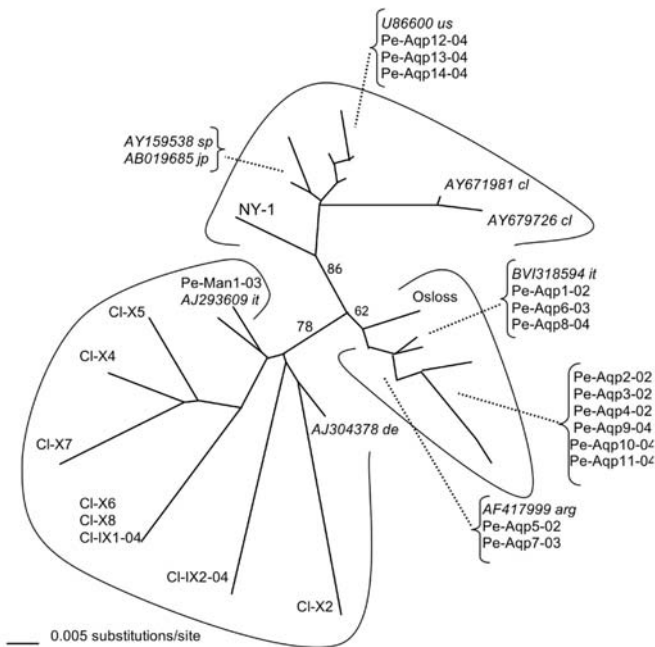 U86600 us
Pe-Aqp12-04
Pe-Aqp13-04
Pe-Aqp14-04
AY159538 sp
AB019685 jp
AY671981 cl
AY679726 cl
NY-1
86
BVI318594 it
Pe-Aqp1-02
Pe-Aqp6-03
Pe-Aqp8-04
Pe-Man1-03
AJ293609 it
Osloss
62
78
Cl-X5
Cl-X4
Pe-Aqp2-02
Pe-Aqp3-02
Pe-Aqp4-02
Pe-Aqp9-04
Pe-Aqp10-04
Pe-Aqp11-04
AJ304378 de
Cl-X7
Cl-X6
Cl-X8
Cl-IX1-04
AF417999 arg
Pe-Aqp5-02
Pe-Aqp7-03
Cl-IX2-04
Cl-X2
0.005 substitutions/site